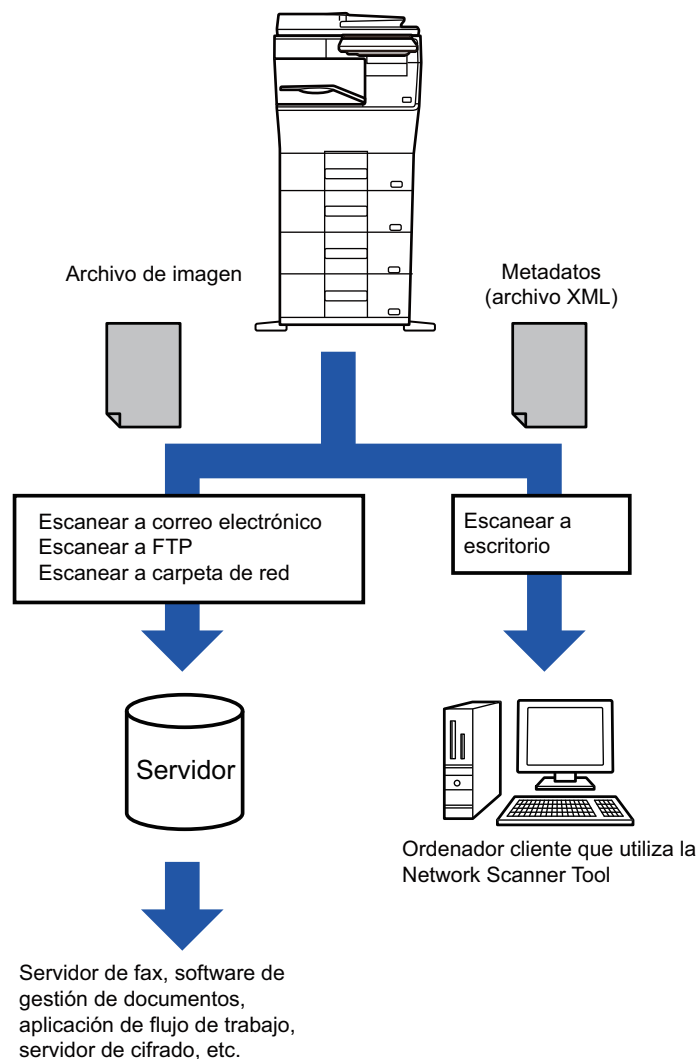 Archivo de imagen
Metadatos
(archivo XML)
Escanear a correo electrónico
Escanear a FTP
Escanear a carpeta de red
Escanear a
escritorio
Servidor
Ordenador cliente que utiliza la
Network Scanner Tool
Servidor de fax, software de
gestión de documentos,
aplicación de flujo de trabajo,
servidor de cifrado, etc.